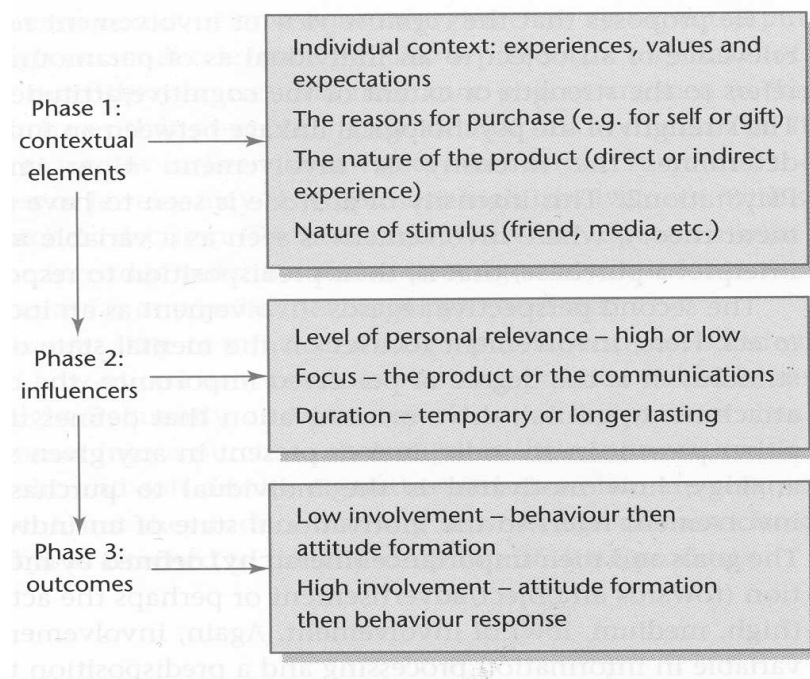 Individual context: experiences, values and
expectations
The reasons for purchase (e.g. for self or gift)
The nature of the product (direct or indirect
experience)
Nature of stimulus (friend, media, etc.)
Phase 1:
contextual
elements
Level of personal relevance – high or low
Focus – the product of the communications
Duration – temporary or longer lasting
Phase 2:
influencers
Low involvement – behaviour then
attitude formation
High involvement – attitude formation
then behaviour response
Phase 3:
outcomes